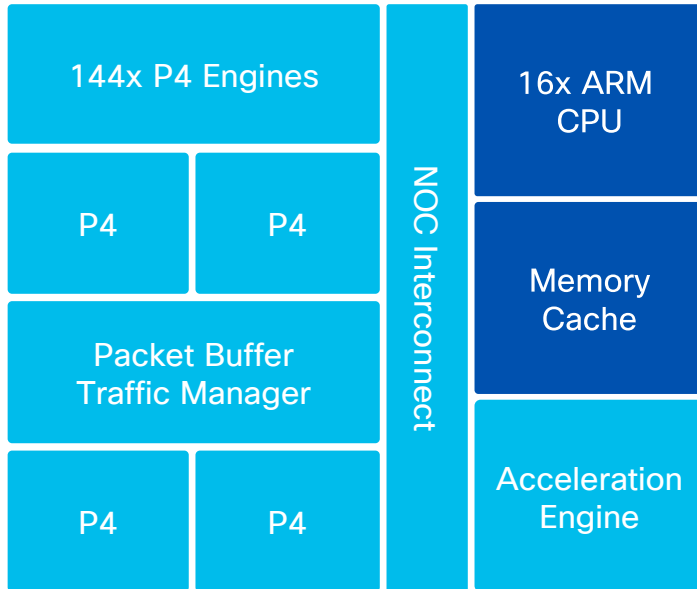 144x P4 Engines
P4
P4
Packet Buffer
Traffic Manager
P4
P4
NOC Interconnect
16x ARM
CPU
Memory
Cache
Acceleration
Engine